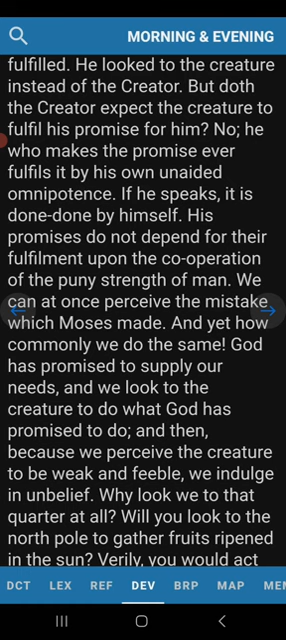 MORNING & EVENING
fulfilled. He looked to the creature
instead of the Creator. But doth
the Creator expect the creature to
fulfil his promise for him? No; he
who makes the promise ever
fulfils it by his own unaided
omnipotence. If he speaks, it is
done-done by himself. His
promises do not depend for their
fulfilment upon the co-operation
of the puny strength of man. We
can at once perceive the mistake
which Moses made. And yet how
commonly we do the same! God
has promised to supply our
needs, and we look to the
creature to do what God has
promised to do; and then,
because we perceive the creature
to be weak and feeble, we indulge
in unbelief. Why look we to that
quarter at all? Will you look to the
north pole to gather fruits ripened
in the sun? Verily, you would act
DCT LEX REF DEV BRP MAP MEM